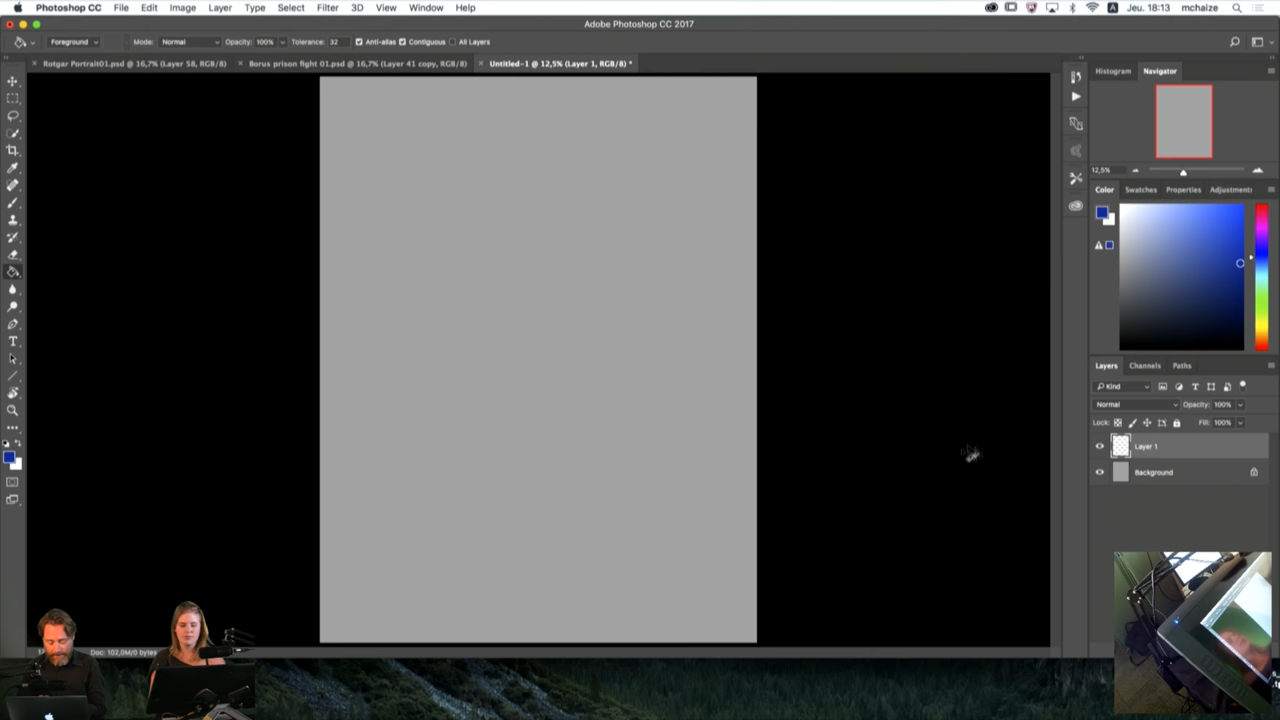 Photoshop CC File Edit Image Layer Type Select Filter 3D View Window Help A Jeu. 18:13 mchaize
Adobe Photoshop CC 2017
Foreground Mode: Normal Opacity: 100% Tolerance: 32 Anti-alias Contiguous All Layers
Rotgar Portrait01.psd @ 16,7% (Layer 58, RGB/8) Borus prison fight 01.psd @ 16,7% (Layer 41 copy, RGB/8) Untitled-1 @ 12,5% (Layer 1, RGB/8) *
Histogram Navigator
12,5%
Color Swatches Properties Adjustments
Layers Channels Paths
Kind
Normal Opacity: 100%
Lock: Fill: 100%
Layer 1
Background
Doc: 102,0M/0 bytes